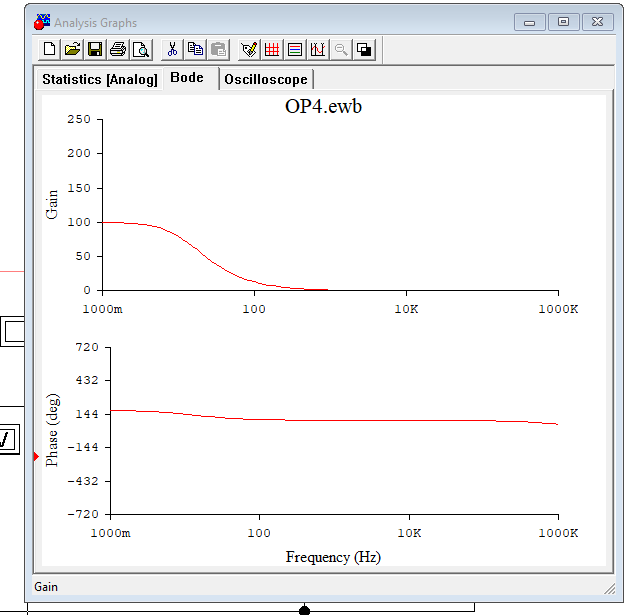 Analysis Graphs
Statistics [Analog] Bode Oscilloscope
OP4.ewb
250
200
150
100
50
0
Gain
1000m 100 10K 1000K
720
432
144
-144
-432
-720
Phase (deg)
1000m 100 10K 1000K
Frequency (Hz)
Gain
V